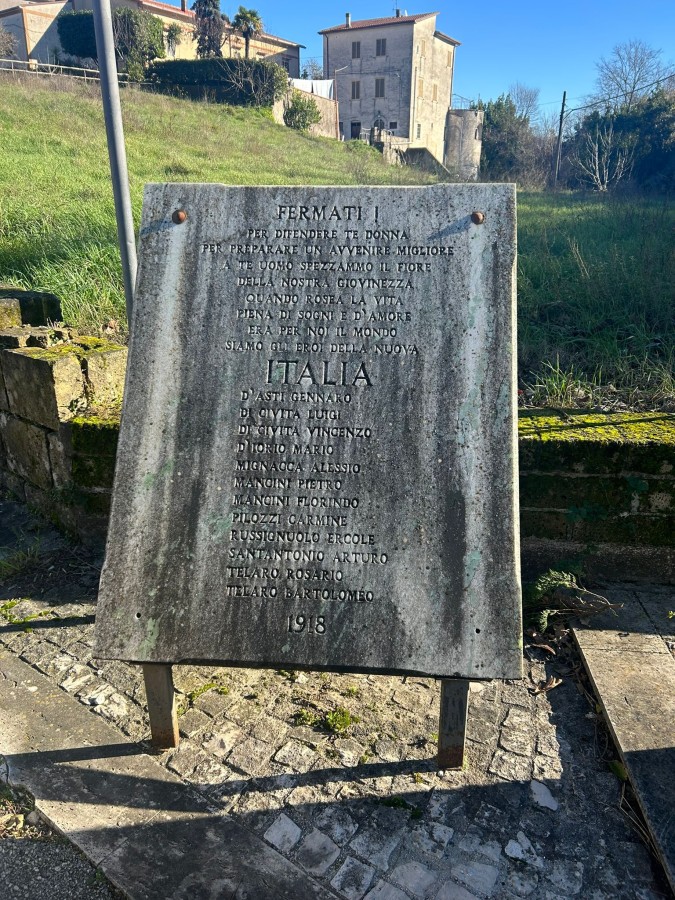 FERMATI !
PER DIFENDERE TE DONNA
PER PREPARARE UN AVVENIRE MIGLIORE
A TE UOMO SPEZZAMMO IL FIORE
DELLA NOSTRA GIOVINEZZA
QUANDO ROSEA LA VITA
PIENA DI SOGNI E D'AMORE
ERA PER NOI IL MONDO
SIAMO GLI EROI DELLA NUOVA
ITALIA
D'ASTI GENNARO
DI CIVITA LUIGI
DI CIVITA VINCENZO
D'IORIO MARIO
MIGNACCA ALESSIO
MANCINI PIETRO
MANCINI FLORINDO
PILOZZI CARMINE
RUSSIGNUOLO ERCOLE
SANTANTONIO ARTURO
TELARO ROSARIO
TELARO BARTOLOMEO
1918